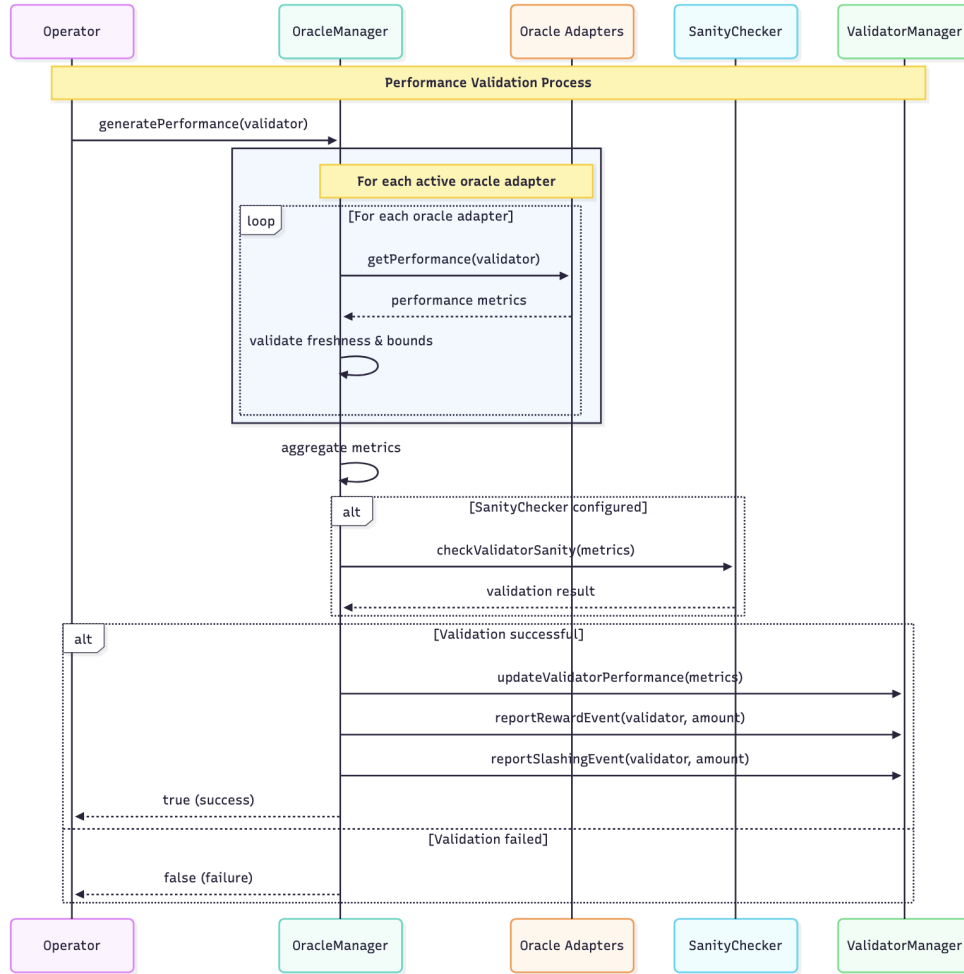 Operator
OracleManager
Oracle Adapters
SanityChecker
ValidatorManager
Performance Validation Process
generatePerformance(validator)
For each active oracle adapter
loop
[For each oracle adapter]
getPerformance(validator)
performance metrics
validate freshness & bounds
aggregate metrics
alt
[SanityChecker configured]
checkValidatorSanity(metrics)
validation result
alt
[Validation successful]
updateValidatorPerformance(metrics)
reportRewardEvent(validator, amount)
reportSlashingEvent(validator, amount)
true (success)
[Validation failed]
false (failure)
Operator
OracleManager
Oracle Adapters
SanityChecker
ValidatorManager